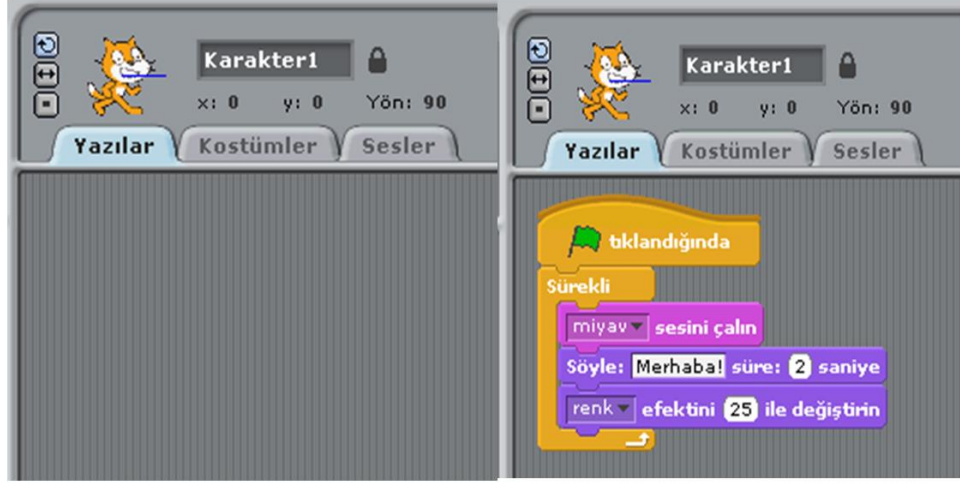 Karakter1
x: 0 y: 0 Yön: 90
Yazılar Kostümler Sesler
Karakter1
x: 0 y: 0 Yön: 90
Yazılar Kostümler Sesler
tıklandığında
Sürekli
miyav sesini çalın
Söyle: Merhaba! süre: 2 saniye
renk efektini 25 ile değiştirin